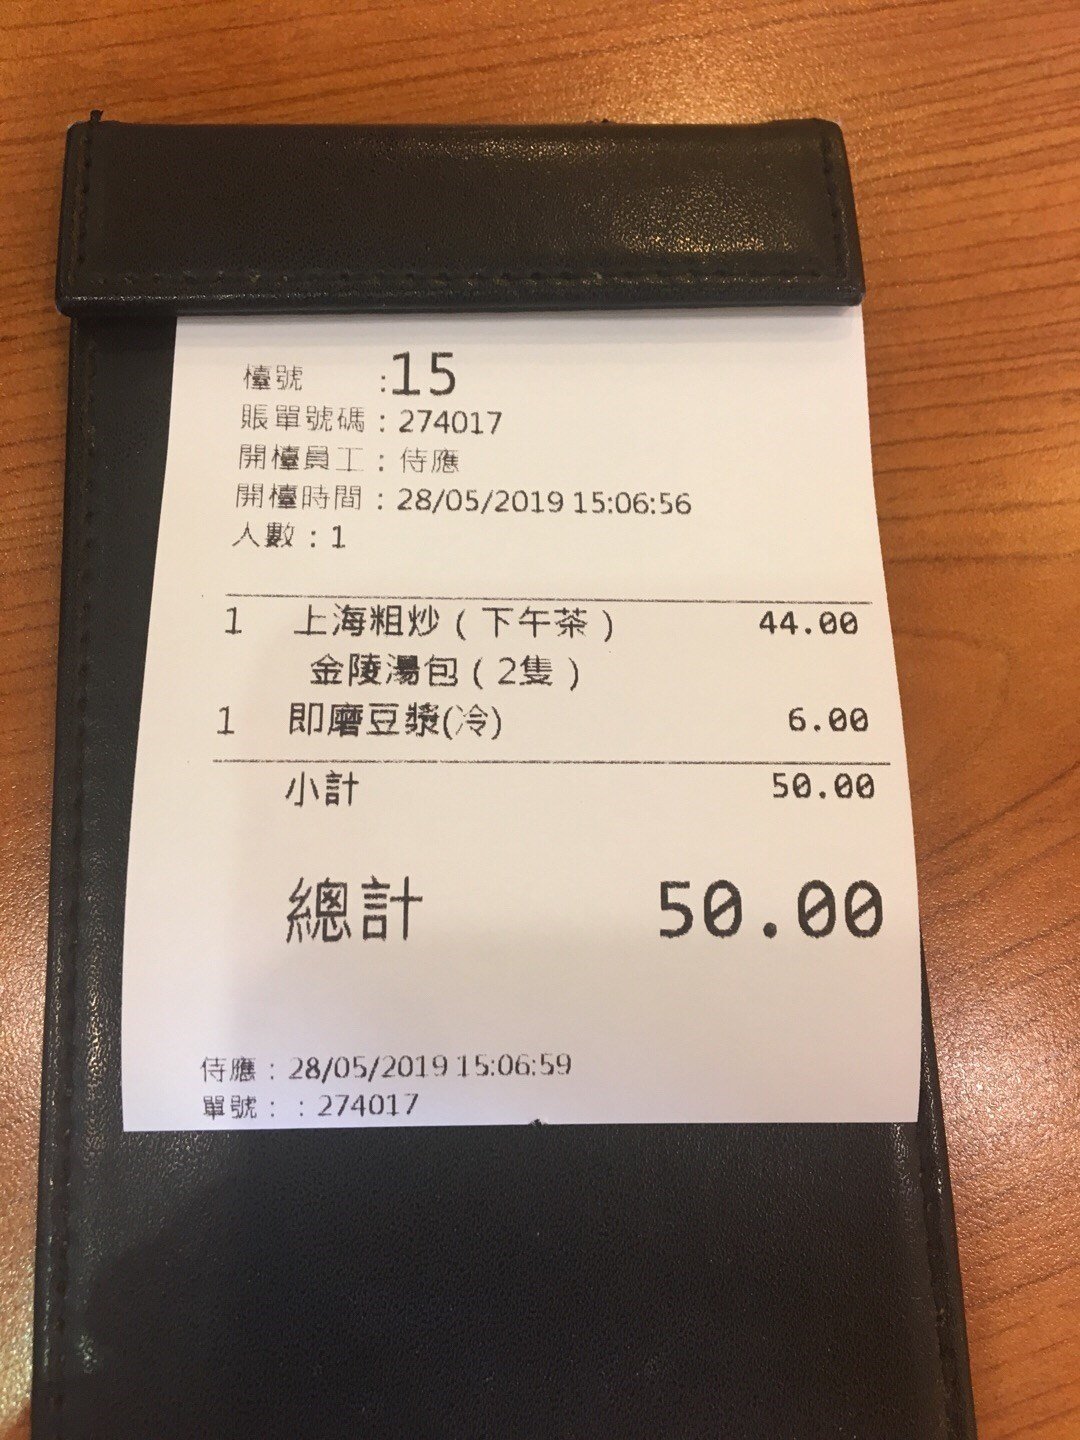 檯號 :15
賬單號碼：274017
開檯員工：侍應
開檯時間：28/05/2019 15:06:56
人數：1
1 上海粗炒（下午茶） 44.00
金陵湯包（2隻）
1 即磨豆漿(冷) 6.00
小計 50.00
總計 50.00
侍應：28/05/2019 15:06:59
單號：：274017